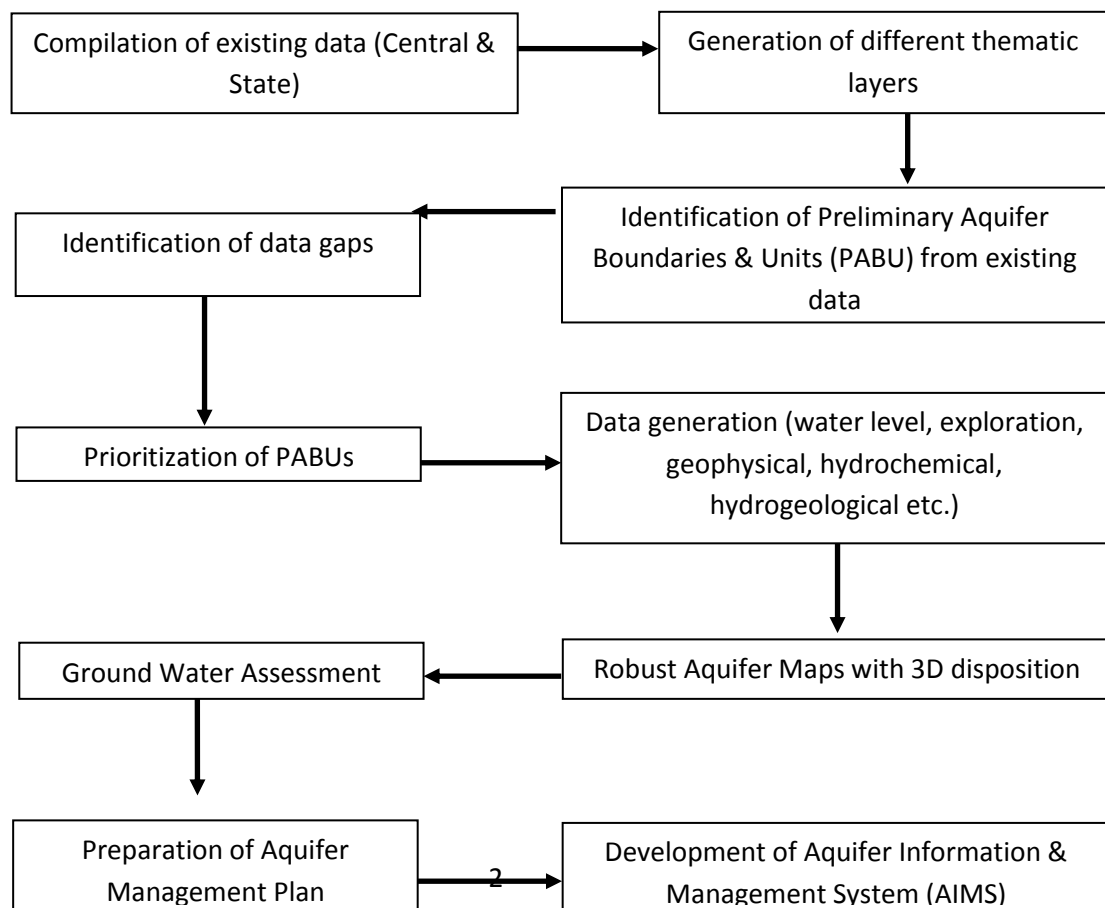 Compilation of existing data (Central &
State)
Generation of different thematic
layers
Identification of Preliminary Aquifer
Boundaries & Units (PABU) from existing
data
Identification of data gaps
Prioritization of PABUs
Data generation (water level, exploration,
geophysical, hydrochemical,
hydrogeological etc.)
Robust Aquifer Maps with 3D disposition
Ground Water Assessment
Preparation of Aquifer
Management Plan
2
Development of Aquifer Information &
Management System (AIMS)